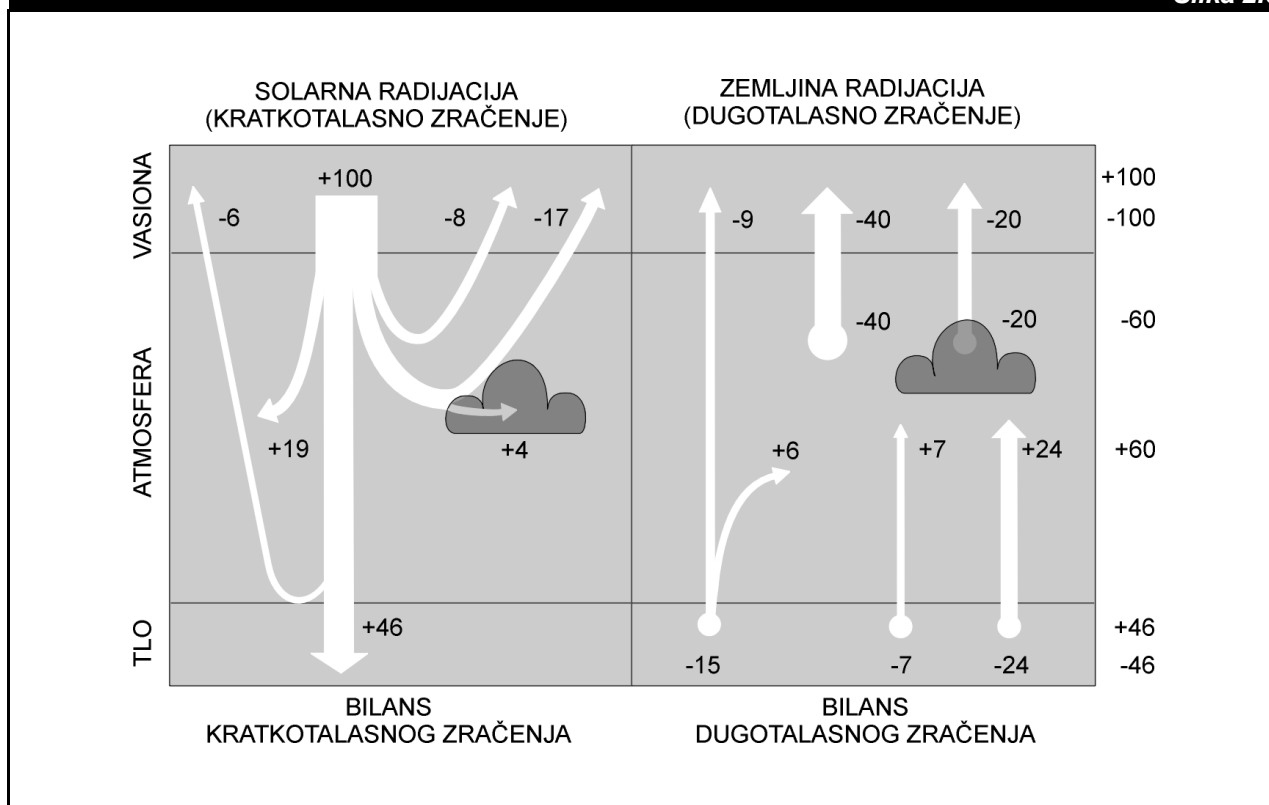 SOLARNA RADIJACIJA
(KRATKOTALASNO ZRAČENJE)
ZEMLJINA RADIJACIJA
(DUGOTALASNO ZRAČENJE)
VASIONA
+100
-6
-8
-17
-9
-40
-20
+100
-100
ATMOSFERA
-40
-20
-60
+19
+4
+6
+7
+24
+60
TLO
+46
-15
-7
-24
+46
-46
BILANS
KRATKOTALASNOG ZRAČENJA
BILANS
DUGOTALASNOG ZRAČENJA